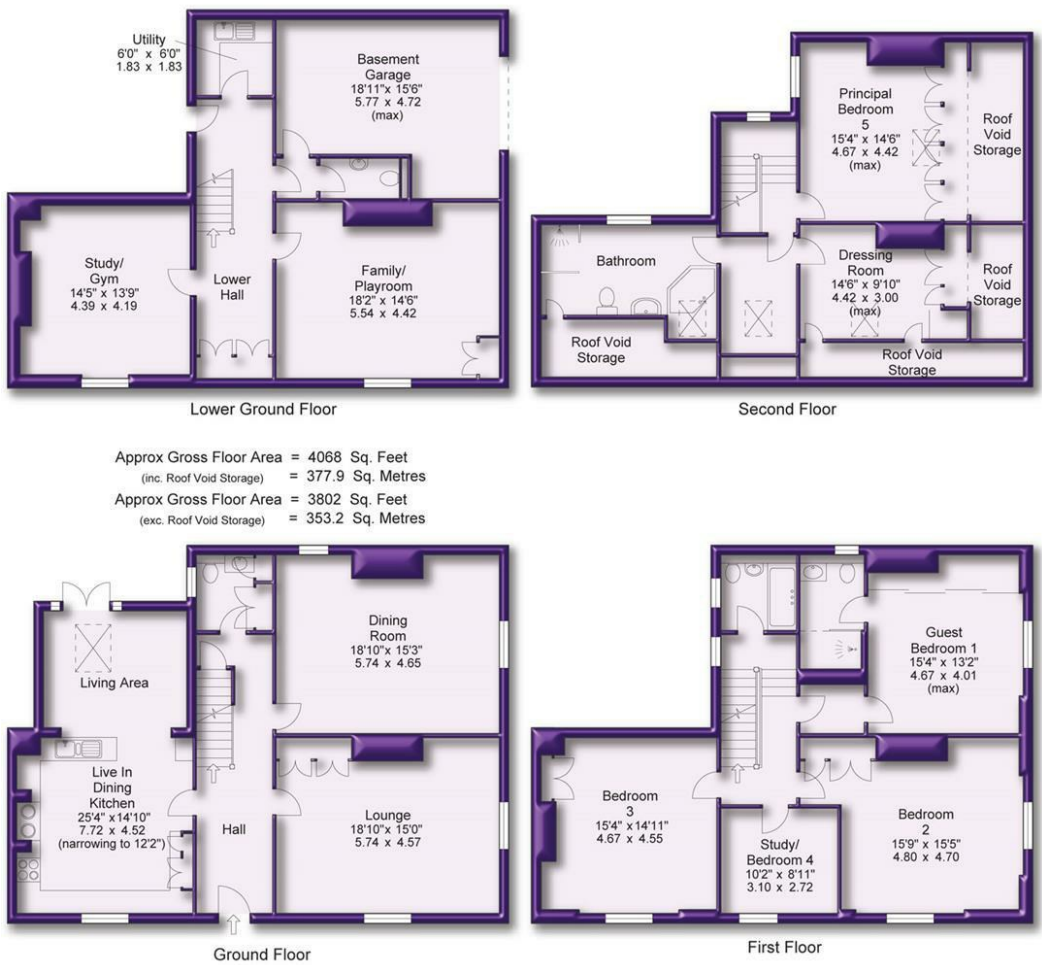 Utility
6'0" x 6'0"
1.83 x 1.83
Basement
Garage
18'11"x 15'6"
5.77 x 4.72
(max)
Study/
Gym
14'5" x 13'9"
4.39 x 4.19
Lower
Hall
Family/
Playroom
18'2" x 14'6"
5.54 x 4.42
Lower Ground Floor
Principal
Bedroom
5
15'4" x 14'6"
4.67 x 4.42
(max)
Roof
Void
Storage
Bathroom
Dressing
Room
14'6" x 9'10"
4.42 x 3.00
(max)
Roof
Void
Storage
Roof Void
Storage
Roof Void
Storage
Second Floor
Approx Gross Floor Area = 4068 Sq. Feet
(inc. Roof Void Storage) = 377.9 Sq. Metres
Approx Gross Floor Area = 3802 Sq. Feet
(exc. Roof Void Storage) = 353.2 Sq. Metres
Living Area
Dining
Room
18'10" x 15'3"
5.74 x 4.65
Live In
Dining
Kitchen
25'4" x14'10"
7.72 x 4.52
(narrowing to 12'2")
Hall
Lounge
18'10" x 15'0"
5.74 x 4.57
Ground Floor
Guest
Bedroom 1
15'4" x 13'2"
4.67 x 4.01
(max)
Bedroom
3
15'4" x 14'11"
4.67 x 4.55
Study/
Bedroom 4
10'2" x 8'11"
3.10 x 2.72
Bedroom
2
15'9" x 15'5"
4.80 x 4.70
First Floor